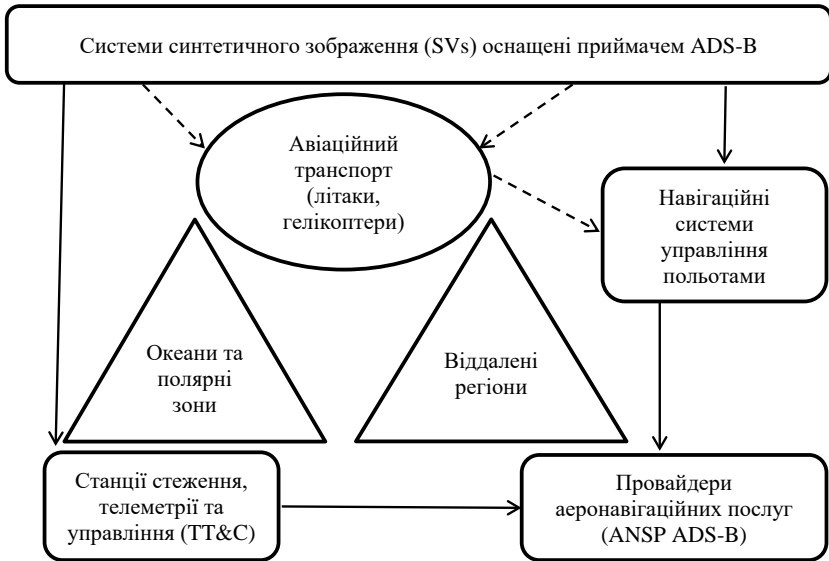 Системи синтетичного зображення (SVs) оснащені приймачем ADS-B
Авіаційний
транспорт
(літаки,
гелікоптери)
Навігаційні
системи
управління
польотами
Океани та
полярні
зони
Віддалені
регіони
Станції стеження,
телеметрії та
управління (TT&C)
Провайдери
аеронавігаційних послуг
(ANSP ADS-B)